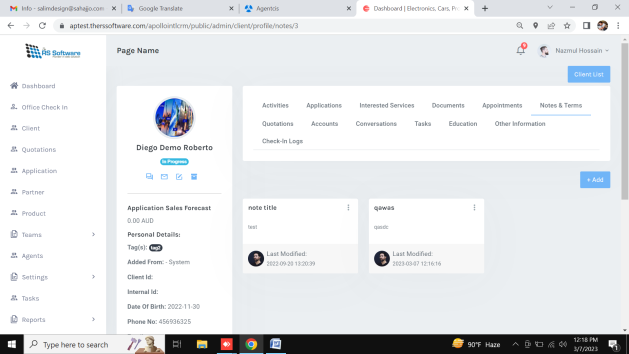 Info - salimdesign@sahajjo.com
Google Translate
Agentcis
Dashboard | Electronics, Cars, Pro
aptest.therssoftware.com/apollointlcrm/public/admin/client/profile/notes/3
RS Software
Page Name
8
Nazmul Hossain
Client List
Dashboard
Office Check In
Client
Quotations
Application
Partner
Product
Teams
Agents
Settings
Tasks
Reports
Diego Demo Roberto
In Progress
Application Sales Forecast
0.00 AUD
Personal Details:
Tag(s): tag2
Added From: - System
Client Id:
Internal Id:
Date Of Birth: 2022-11-30
Phone No: 456936325
Activities Applications Interested Services Documents Appointments Notes & Terms
Quotations Accounts Conversations Tasks Education Other Information
Check-In Logs
+ Add
note title
test
Last Modified:
2022-09-20 13:20:39
qawas
Last Modified:
2023-03-07 12:16:16
Type here to search
90°F Haze
12:18 PM
3/7/2023